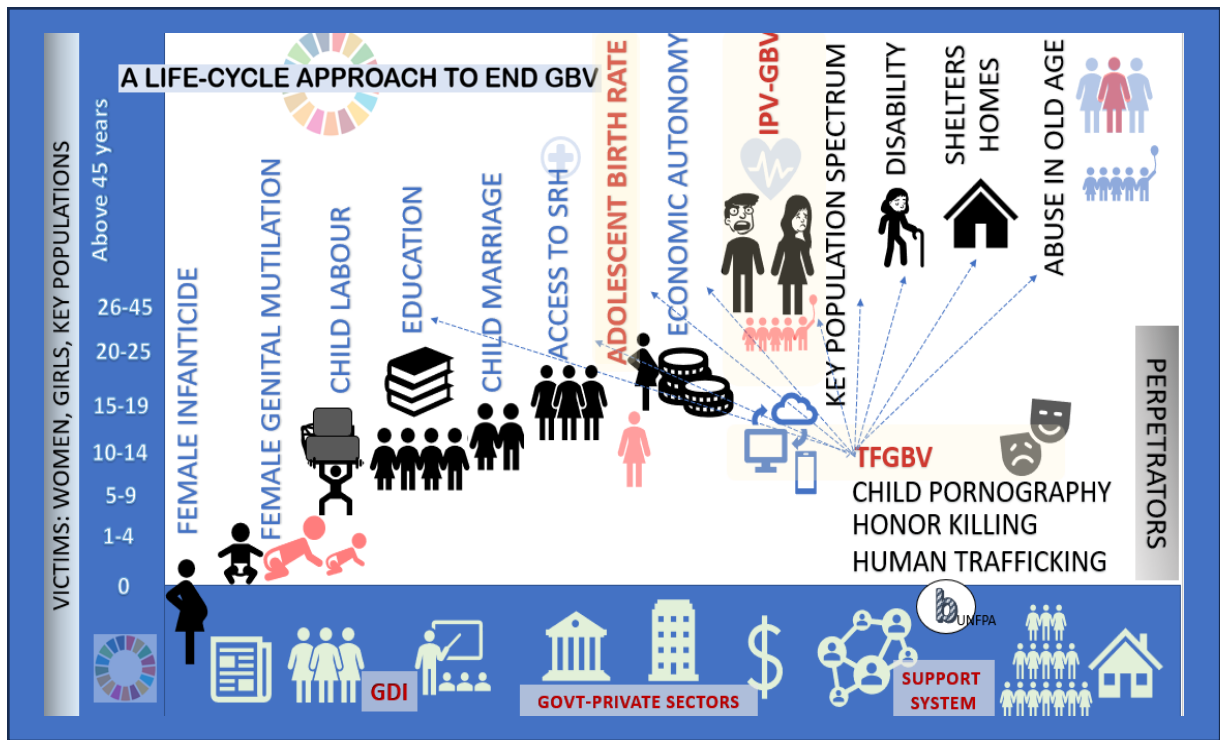 A LIFE-CYCLE APPROACH TO END GBV
VICTIMS: WOMEN, GIRLS, KEY POPULATIONS
Above 45 years
26-45
20-25
15-19
10-14
5-9
1-4
0
FEMALE INFANTICIDE
FEMALE GENITAL MUTILATION
CHILD LABOUR
EDUCATION
CHILD MARRIAGE
ACCESS TO SRH
ADOLESCENT BIRTH RATE
ECONOMIC AUTONOMY
IPV-GBV
KEY POPULATION SPECTRUM
DISABILITY
SHELTERS
HOMES
ABUSE IN OLD AGE
TFGBV
CHILD PORNOGRAPHY
HONOR KILLING
HUMAN TRAFFICKING
PERPETRATORS
GDI
GOVT-PRIVATE SECTORS
$
SUPPORT
SYSTEM
b
UNFPA